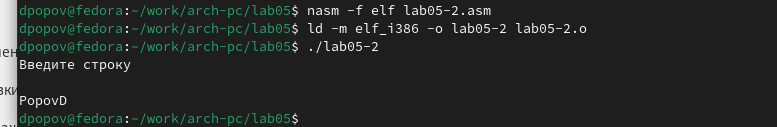 dpopov@fedora:~/work/arch-pc/lab05$ nasm -f elf lab05-2.asm
dpopov@fedora:~/work/arch-pc/lab05$ ld -m elf_i386 -o lab05-2 lab05-2.o
dpopov@fedora:~/work/arch-pc/lab05$ ./lab05-2
Введите строку
PopovD
dpopov@fedora:~/work/arch-pc/lab05$